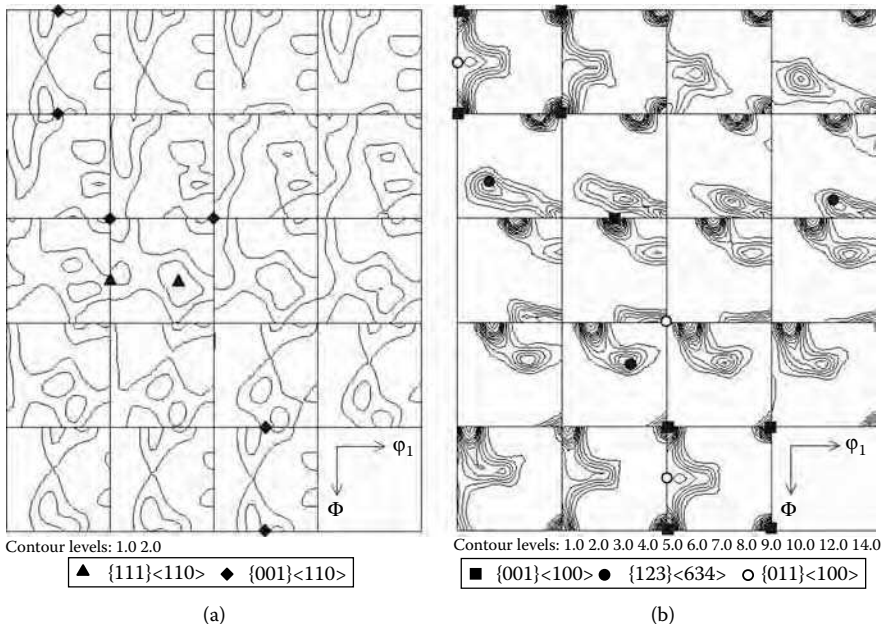 φ1
Φ
Contour levels: 1.0 2.0
▲ {111}<110> ◆ {001}<110>
(a)
φ1
Φ
Contour levels: 1.0 2.0 3.0 4.0 5.0 6.0 7.0 8.0 9.0 10.0 12.0 14.0
■ {001}<100> ● {123}<634> ○ {011}<100>
(b)